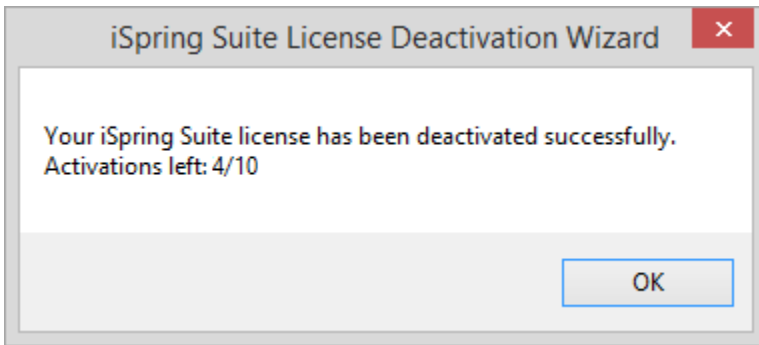 iSpring Suite License Deactivation Wizard
Your iSpring Suite license has been deactivated successfully.
Activations left: 4/10
OK